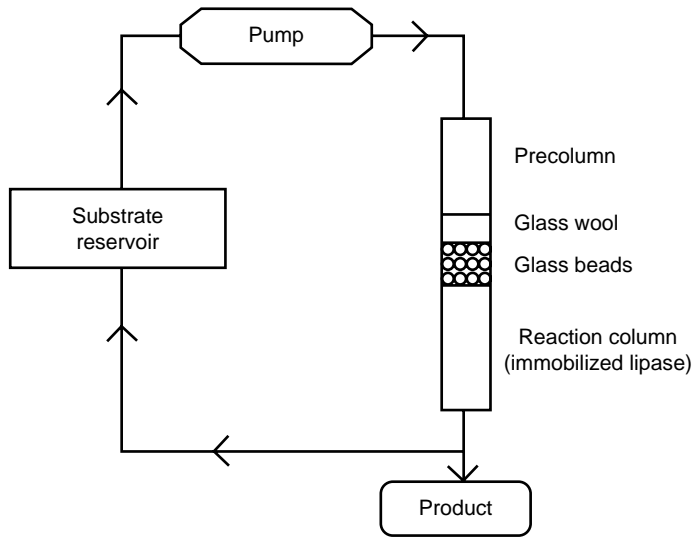 Pump
Precolumn
Substrate
reservoir
Glass wool
Glass beads
Reaction column
(immobilized lipase)
Product